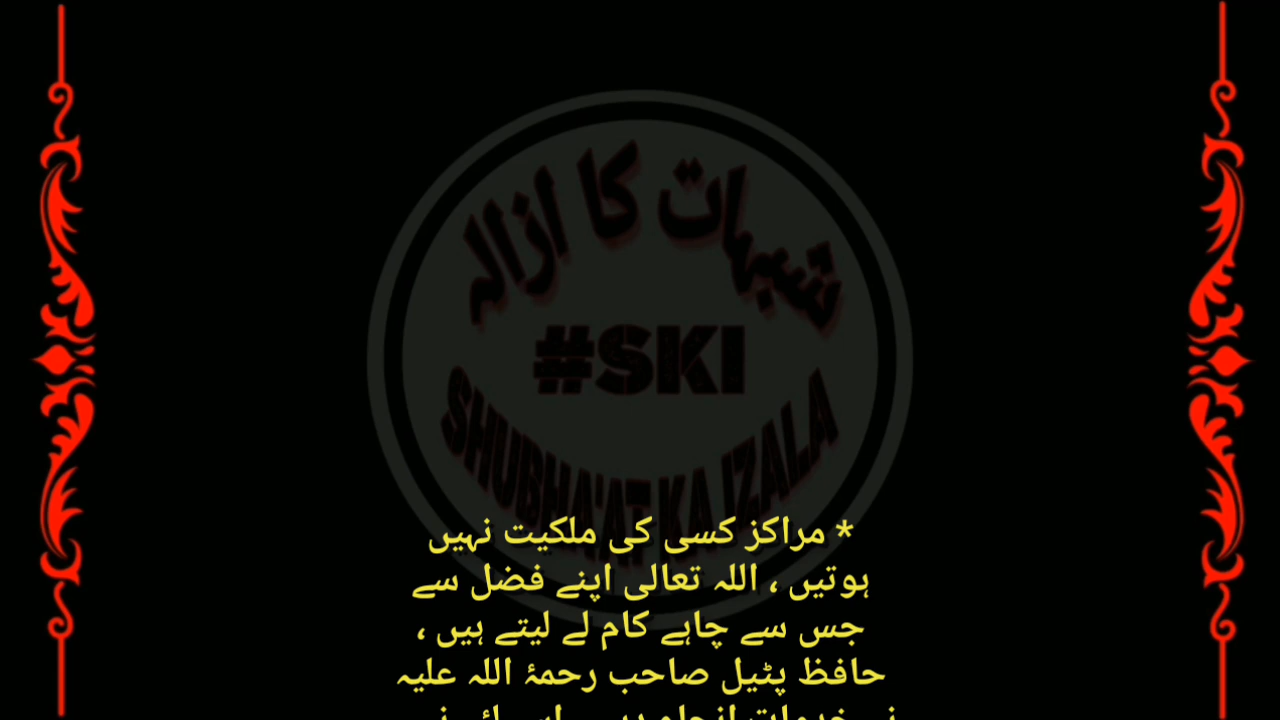 شبہات کا ازالہ
#SKI
SHUBHA'AT KA IZALA
* مراکز کسی کی ملکیت نہیں
ہوتیں ، اللہ تعالی اپنے فضل سے
جس سے چاہے کام لے لیتے ہیں ،
حافظ پٹیل صاحب رحمۂ اللہ علیہ